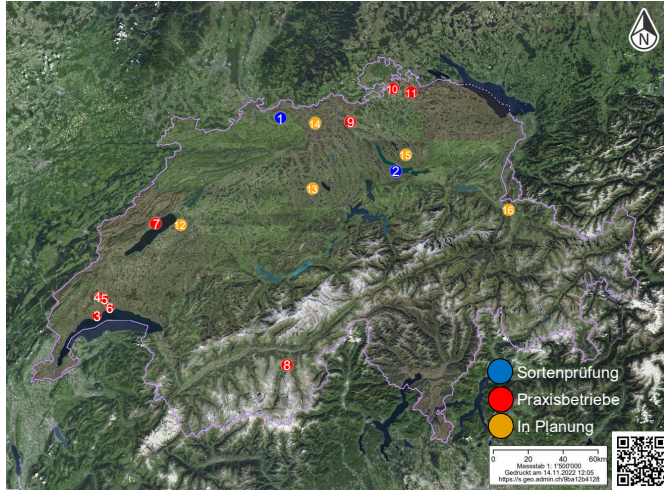 N
10
11
1
14
9
15
2
13
16
7
12
4
5
6
3
8
Sortenprüfung
Praxisbetriebe
In Planung
0 20 40 60km
Massstab 1: 1'500'000
Gedruckt am 14.11.2022 12:05
https://s.geo.admin.ch/9ba12b4128